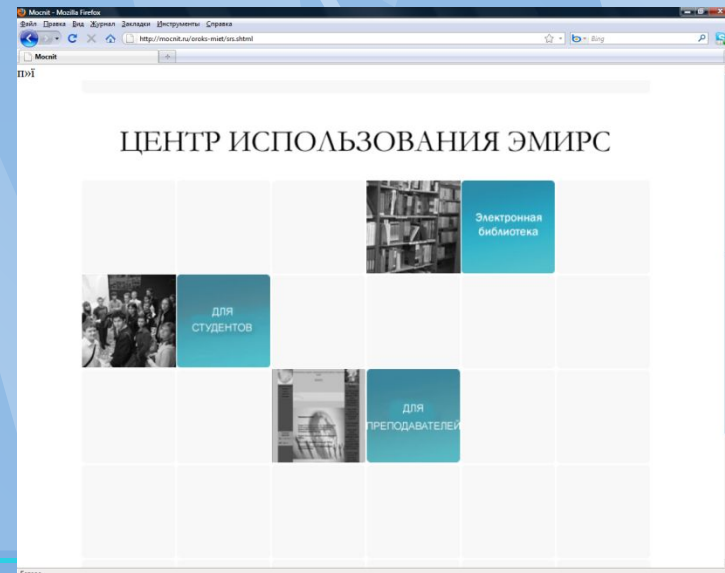 Mocnit - Mozilla Firefox
Файл Правка Вид Журнал Закладки Инструменты Справка
http://mocnit.ru/oroks-miet/srs.shtml
Bing
Mocnit
п»ї
ЦЕНТР ИСПОЛЬЗОВАНИЯ ЭМИРС
Электронная
библиотека
ДЛЯ
СТУДЕНТОВ
ДЛЯ
ПРЕПОДАВАТЕЛЕЙ